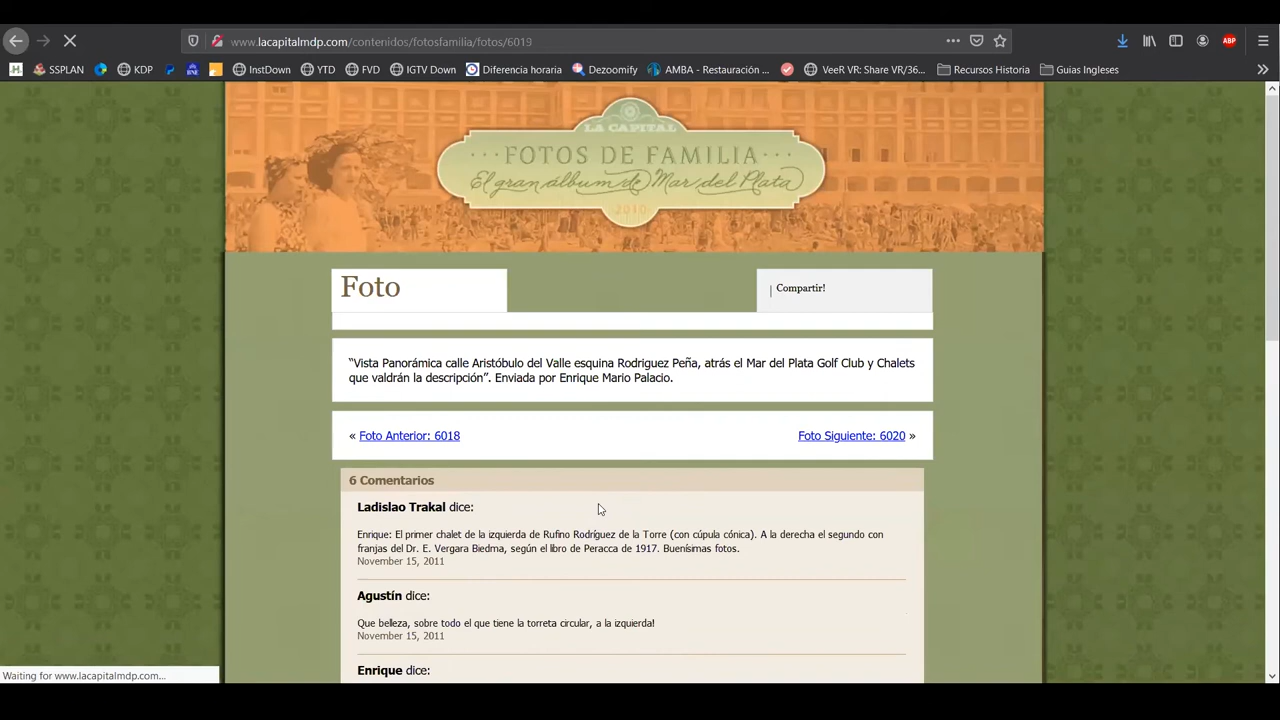 www.lacapitalmdp.com/contenidos/fotosfamilia/fotos/6019
ABP
H SSPLAN KDP BNE InstDown YTD FVD IGTV Down Diferencia horaria Dezoomify AMBA - Restauración ... VeeR VR: Share VR/36... Recursos Historia Guias Ingleses
LA CAPITAL
···FOTOS DE FAMILIA···
El gran álbum de Mar del Plata
2010
Foto
| Compartir!
“Vista Panorámica calle Aristóbulo del Valle esquina Rodriguez Peña, atrás el Mar del Plata Golf Club y Chalets
que valdrán la descripción”. Enviada por Enrique Mario Palacio.
« Foto Anterior: 6018 Foto Siguiente: 6020 »
6 Comentarios
Ladislao Trakal dice:
Enrique: El primer chalet de la izquierda de Rufino Rodríguez de la Torre (con cúpula cónica). A la derecha el segundo con
franjas del Dr. E. Vergara Biedma, según el libro de Peracca de 1917. Buenísimas fotos.
November 15, 2011
Agustín dice:
Que belleza, sobre todo el que tiene la torreta circular, a la izquierda!
November 15, 2011
Enrique dice:
Waiting for www.lacapitalmdp.com...